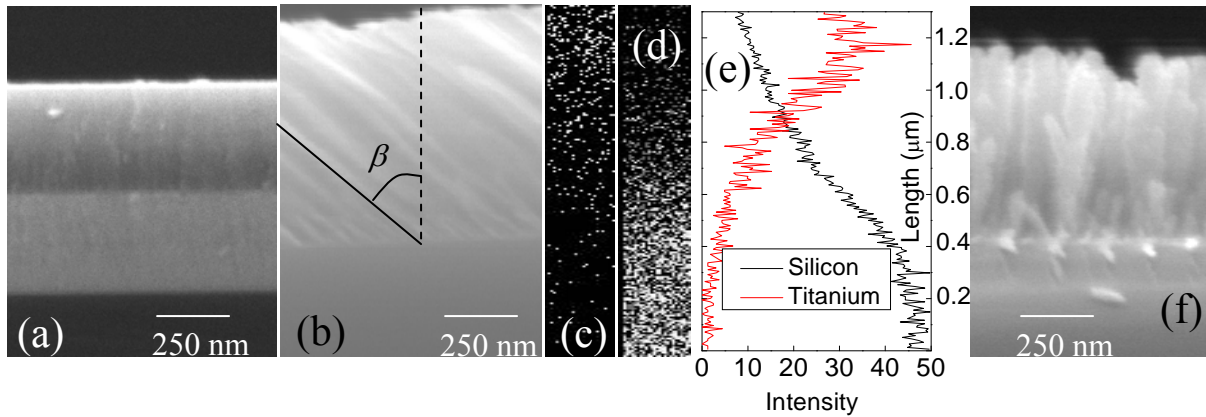 (a)
250 nm
(b)
β
250 nm
(c)
(d)
(e)
Silicon
Titanium
0 10 20 30 40 50
Intensity
1.2
1.0
0.8
0.6
0.4
0.2
Length (μm)
(f)
250 nm